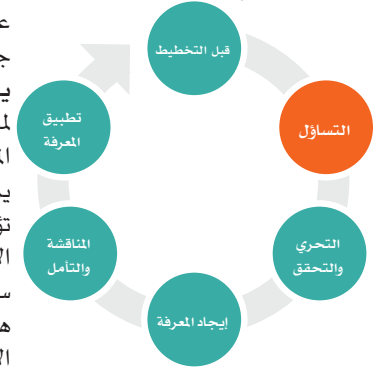 قبل التخطيط
التساؤل
التحري
والتحقق
إيجاد المعرفة
المناقشة
والتأمل
تطبيق
المعرفة